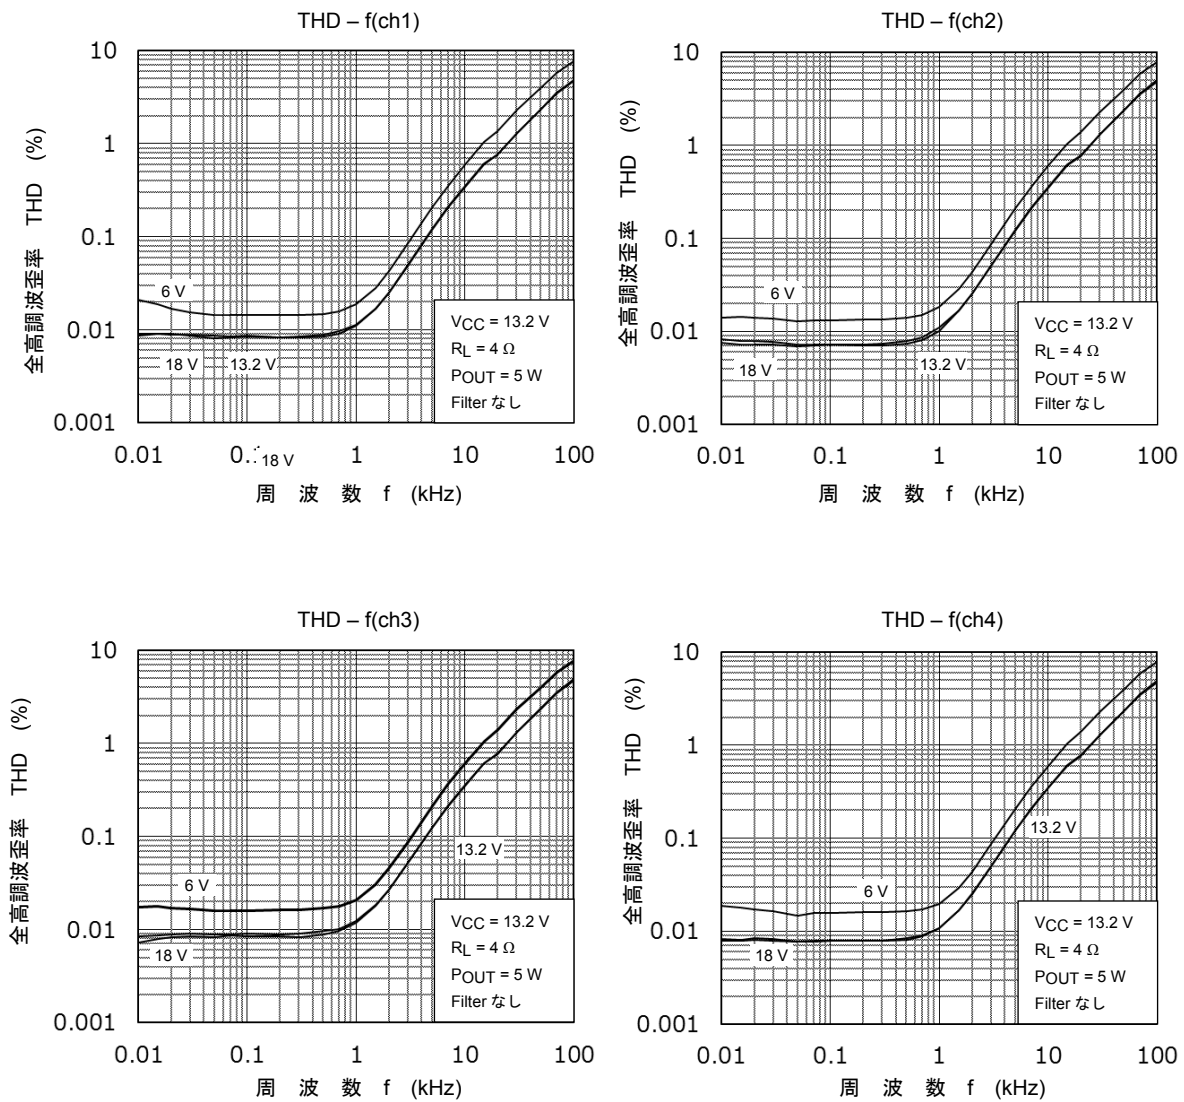 THD – f(ch1)
10
1
0.1
0.01
0.001
全高調波歪率 THD (%)
6 V
18 V
13.2 V
VCC = 13.2 V
RL = 4 Ω
POUT = 5 W
Filter なし
0.01
0.
18 V
1
10
100
周 波 数 f (kHz)
THD – f(ch2)
10
1
0.1
0.01
0.001
全高調波歪率 THD (%)
6 V
18 V
13.2 V
VCC = 13.2 V
RL = 4 Ω
POUT = 5 W
Filter なし
0.01
0.1
1
10
100
周 波 数 f (kHz)
THD – f(ch3)
10
1
0.1
0.01
0.001
全高調波歪率 THD (%)
13.2 V
6 V
18 V
VCC = 13.2 V
RL = 4 Ω
POUT = 5 W
Filter なし
0.01
0.1
1
10
100
周 波 数 f (kHz)
THD – f(ch4)
10
1
0.1
0.01
0.001
全高調波歪率 THD (%)
13.2 V
6 V
18 V
VCC = 13.2 V
RL = 4 Ω
POUT = 5 W
Filter なし
0.01
0.1
1
10
100
周 波 数 f (kHz)